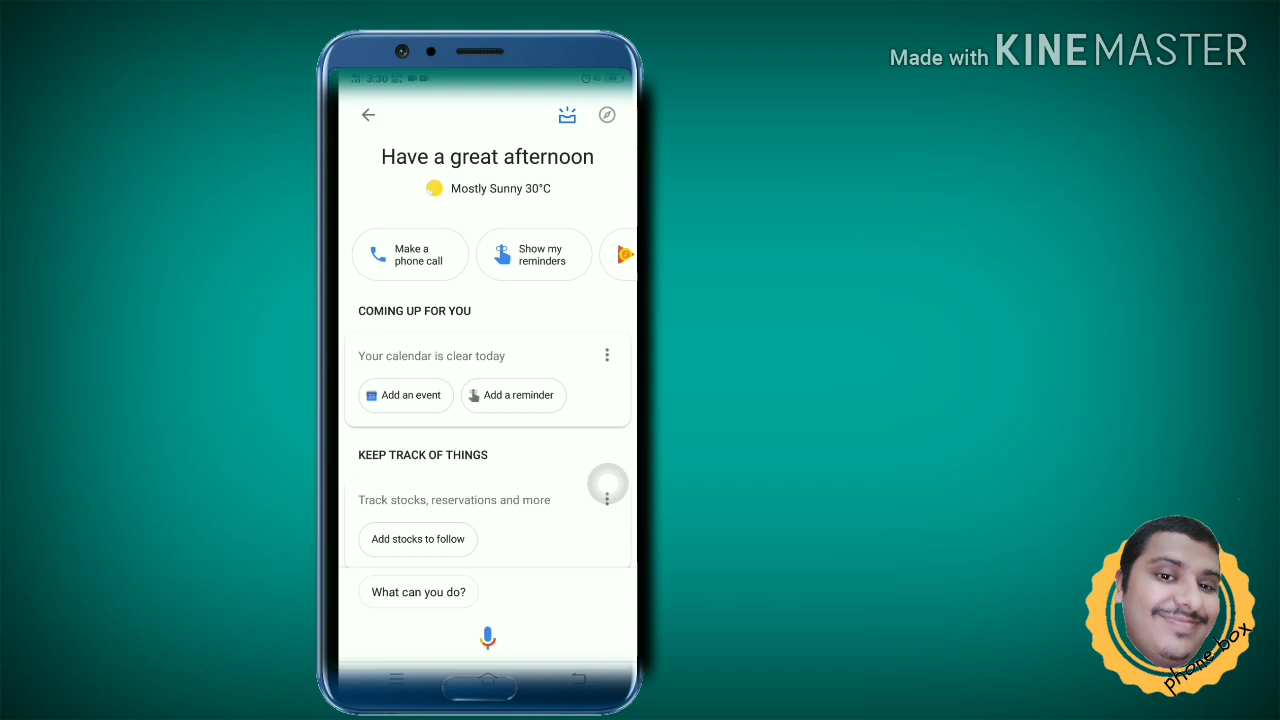 Made with KINEMASTER
3:30
Have a great afternoon
Mostly Sunny 30°C
Make a
phone call
Show my
reminders
COMING UP FOR YOU
Your calendar is clear today
Add an event
Add a reminder
KEEP TRACK OF THINGS
Track stocks, reservations and more
Add stocks to follow
What can you do?
phone box